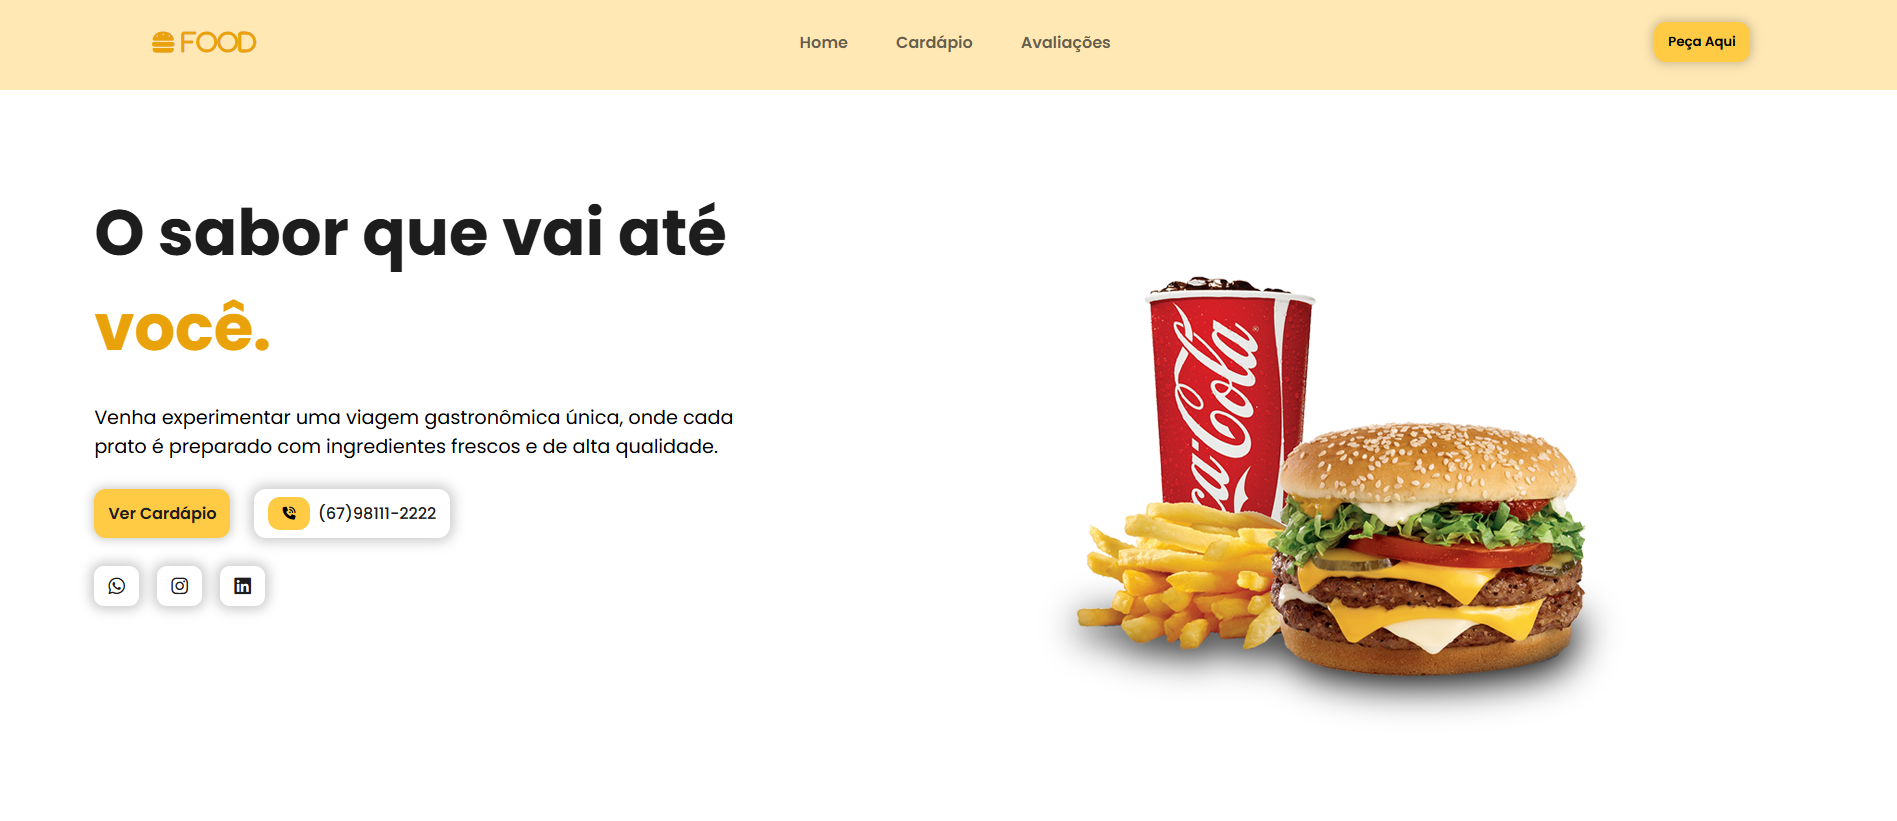 FOOD
Home
Cardápio
Avaliações
Peça Aqui
O sabor que vai até
você.
Venha experimentar uma viagem gastronômica única, onde cada
prato é preparado com ingredientes frescos e de alta qualidade.
Ver Cardápio
(67)98111-2222
Coca-Cola